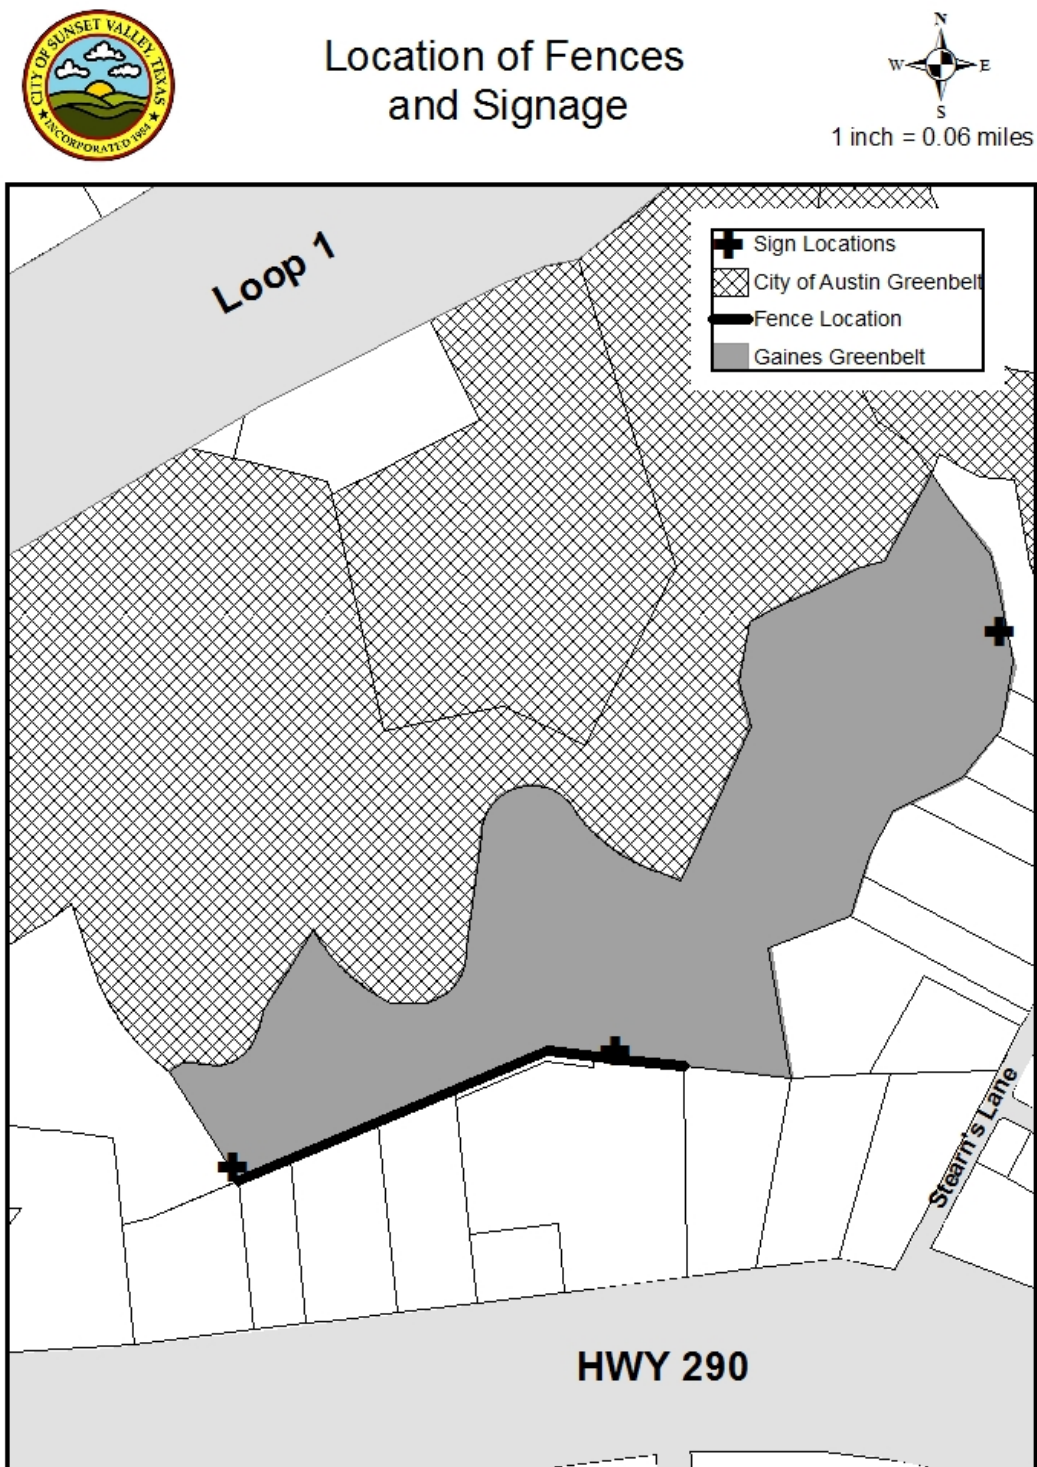 CITY OF SUNSET VALLEY, TEXAS
INCORPORATED 1954
Location of Fences
and Signage
N
W E
S
1 inch = 0.06 miles
Loop 1
Sign Locations
City of Austin Greenbelt
Fence Location
Gaines Greenbelt
Stearn's Lane
HWY 290